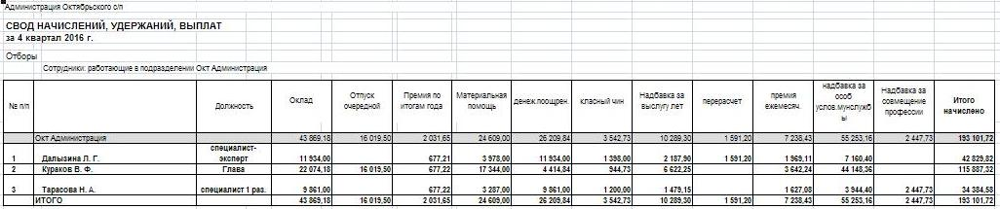 Администрация Октябрьского с/п
СВОД НАЧИСЛЕНИЙ, УДЕРЖАНИЙ, ВЫПЛАТ
за 4 квартал 2016 г.
Отборы
Сотрудники: работающие в подразделении Окт Администрация
№ п/п Должность Оклад Отпуск очередной Премия по итогам года Материальная помощь денеж.поощрен. класный чин Надбавка за выслугу лет перерасчет премия ежемесяч. надбавка за особ услов.мунслужбы Надбавка за совмещение профессии Итого начислено
Окт Администрация 43 869,18 16 019,50 2 031,65 24 609,00 26 209,84 3 542,73 10 289,30 1 591,20 7 238,43 55 253,16 2 447,73 193 101,72
1 Далызина Л. Г. специалист-эксперт 11 934,00 677,21 3 978,00 11 934,00 1 398,00 2 187,90 1 591,20 1 969,11 7 160,40 42 829,82
2 Кураков В. Ф. Глава 22 074,18 16 019,50 677,22 17 344,00 4 414,84 944,73 6 622,25 3 642,24 44 148,36 115 887,32
3 Тарасова Н. А. специалист 1 раз. 9 861,00 677,22 3 287,00 9 861,00 1 200,00 1 479,15 1 627,08 3 944,40 2 447,73 34 384,58
ИТОГО 43 869,18 16 019,50 2 031,65 24 609,00 26 209,84 3 542,73 10 289,30 1 591,20 7 238,43 55 253,16 2 447,73 193 101,72